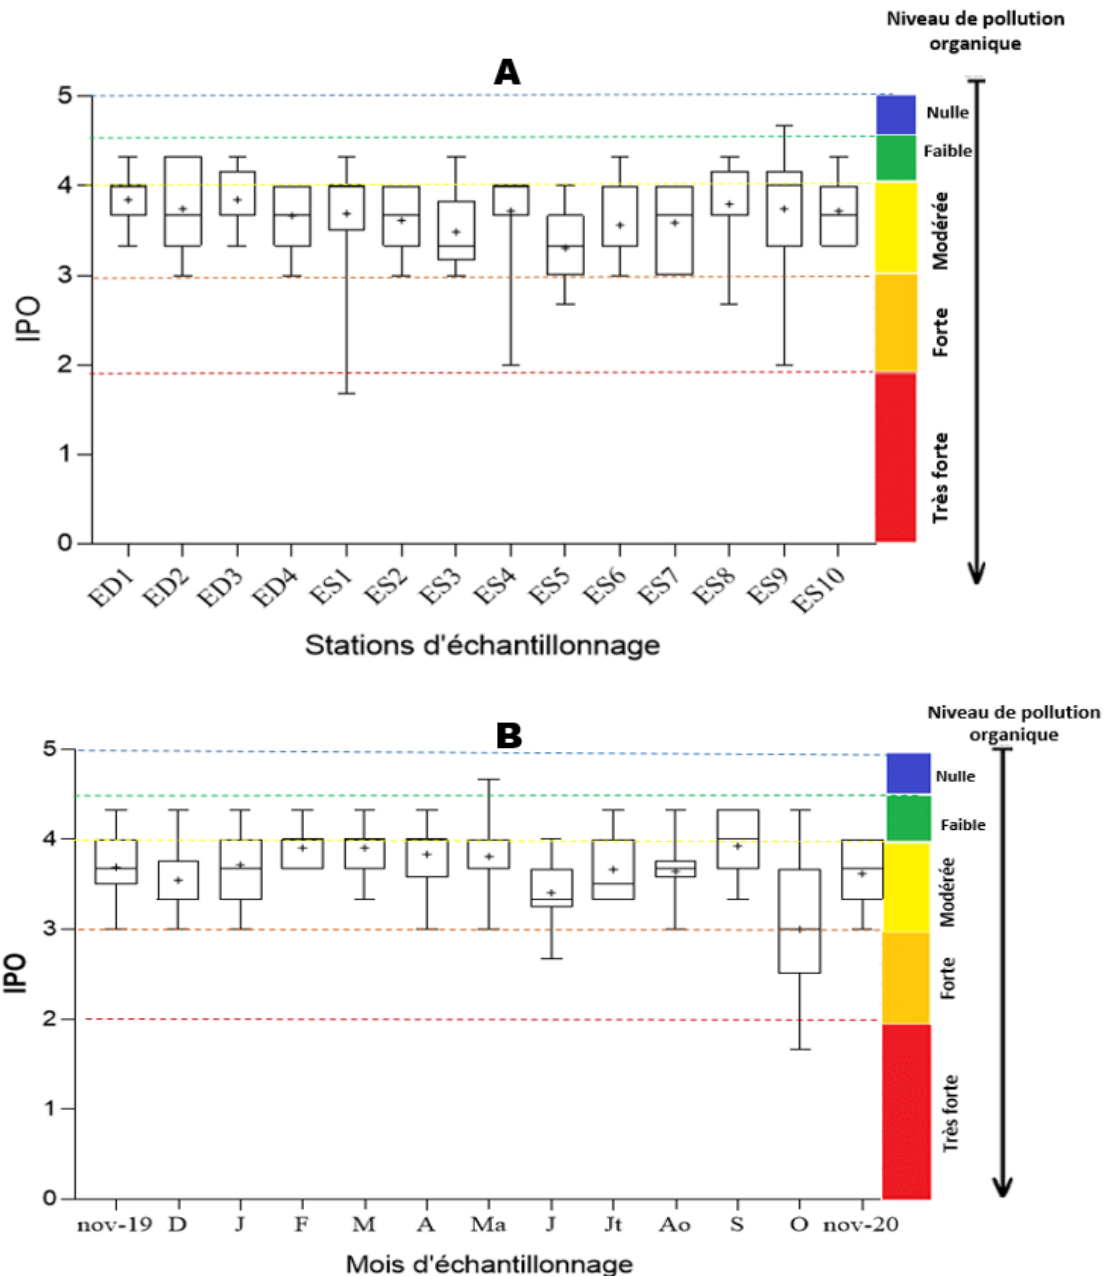 Niveau de pollution
organique
A
5
4
3
2
1
0
IPO
Nulle
Faible
Modérée
Forte
Très forte
ED1
ED2
ED3
ED4
ES1
ES2
ES3
ES4
ES5
ES6
ES7
ES8
ES9
ES10
Stations d'échantillonnage
Niveau de pollution
organique
B
5
4
3
2
1
0
IPO
Nulle
Faible
Modérée
Forte
Très forte
nov-19 D J F M A Ma J Jt Ao S O nov-20
Mois d'échantillonnage